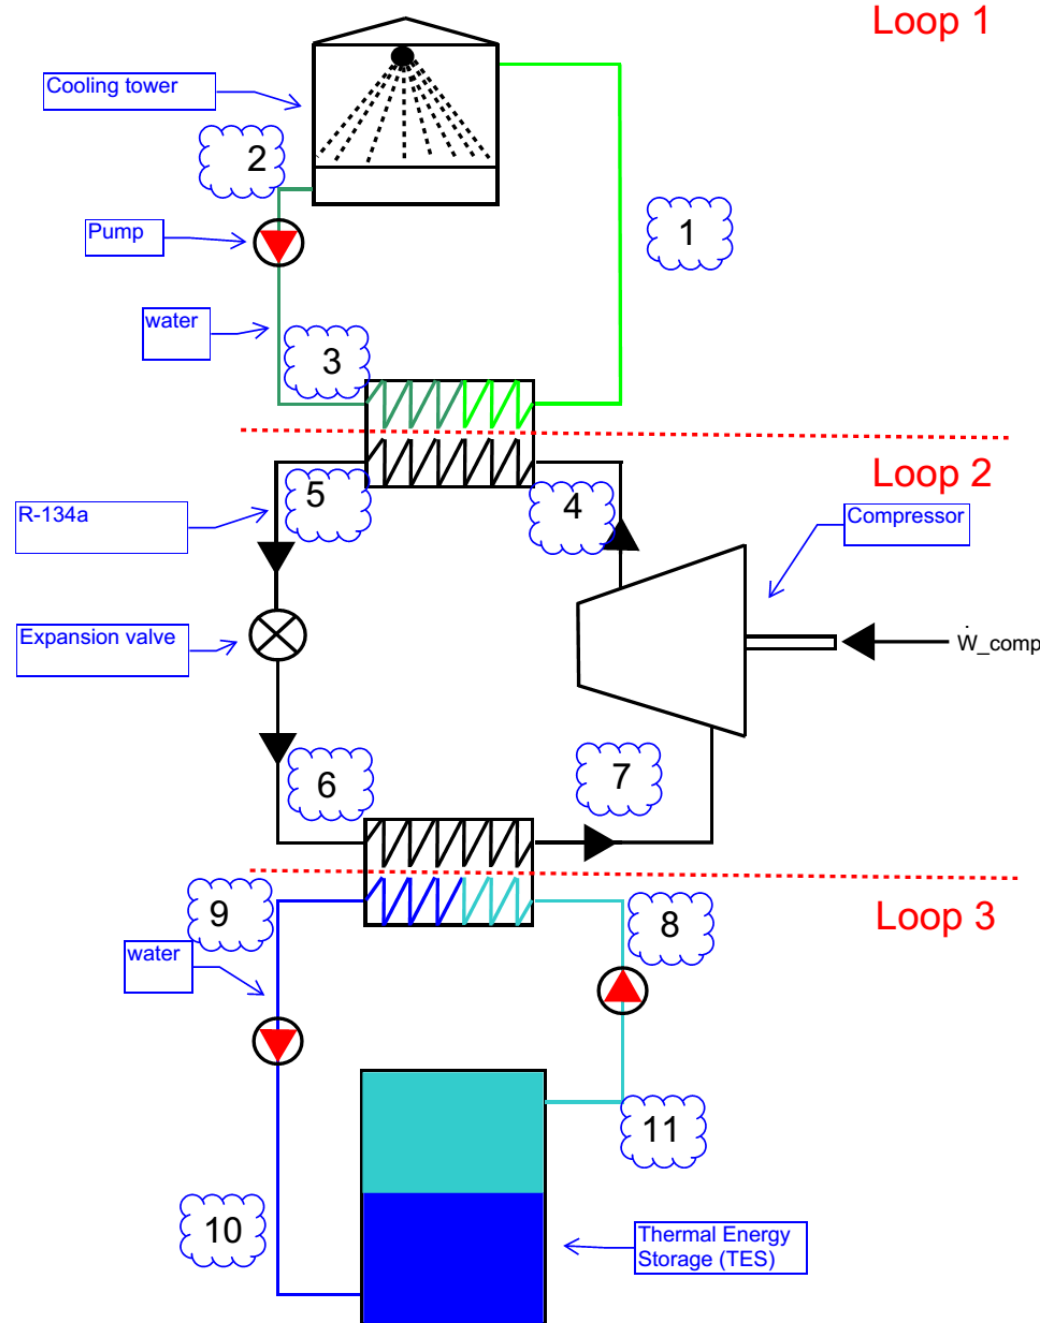 Loop 1
Cooling tower
2
Pump
1
water
3
Loop 2
5
4
R-134a
Compressor
Expansion valve
Ẇ_comp
6
7
9
8
Loop 3
water
11
10
Thermal Energy
Storage (TES)